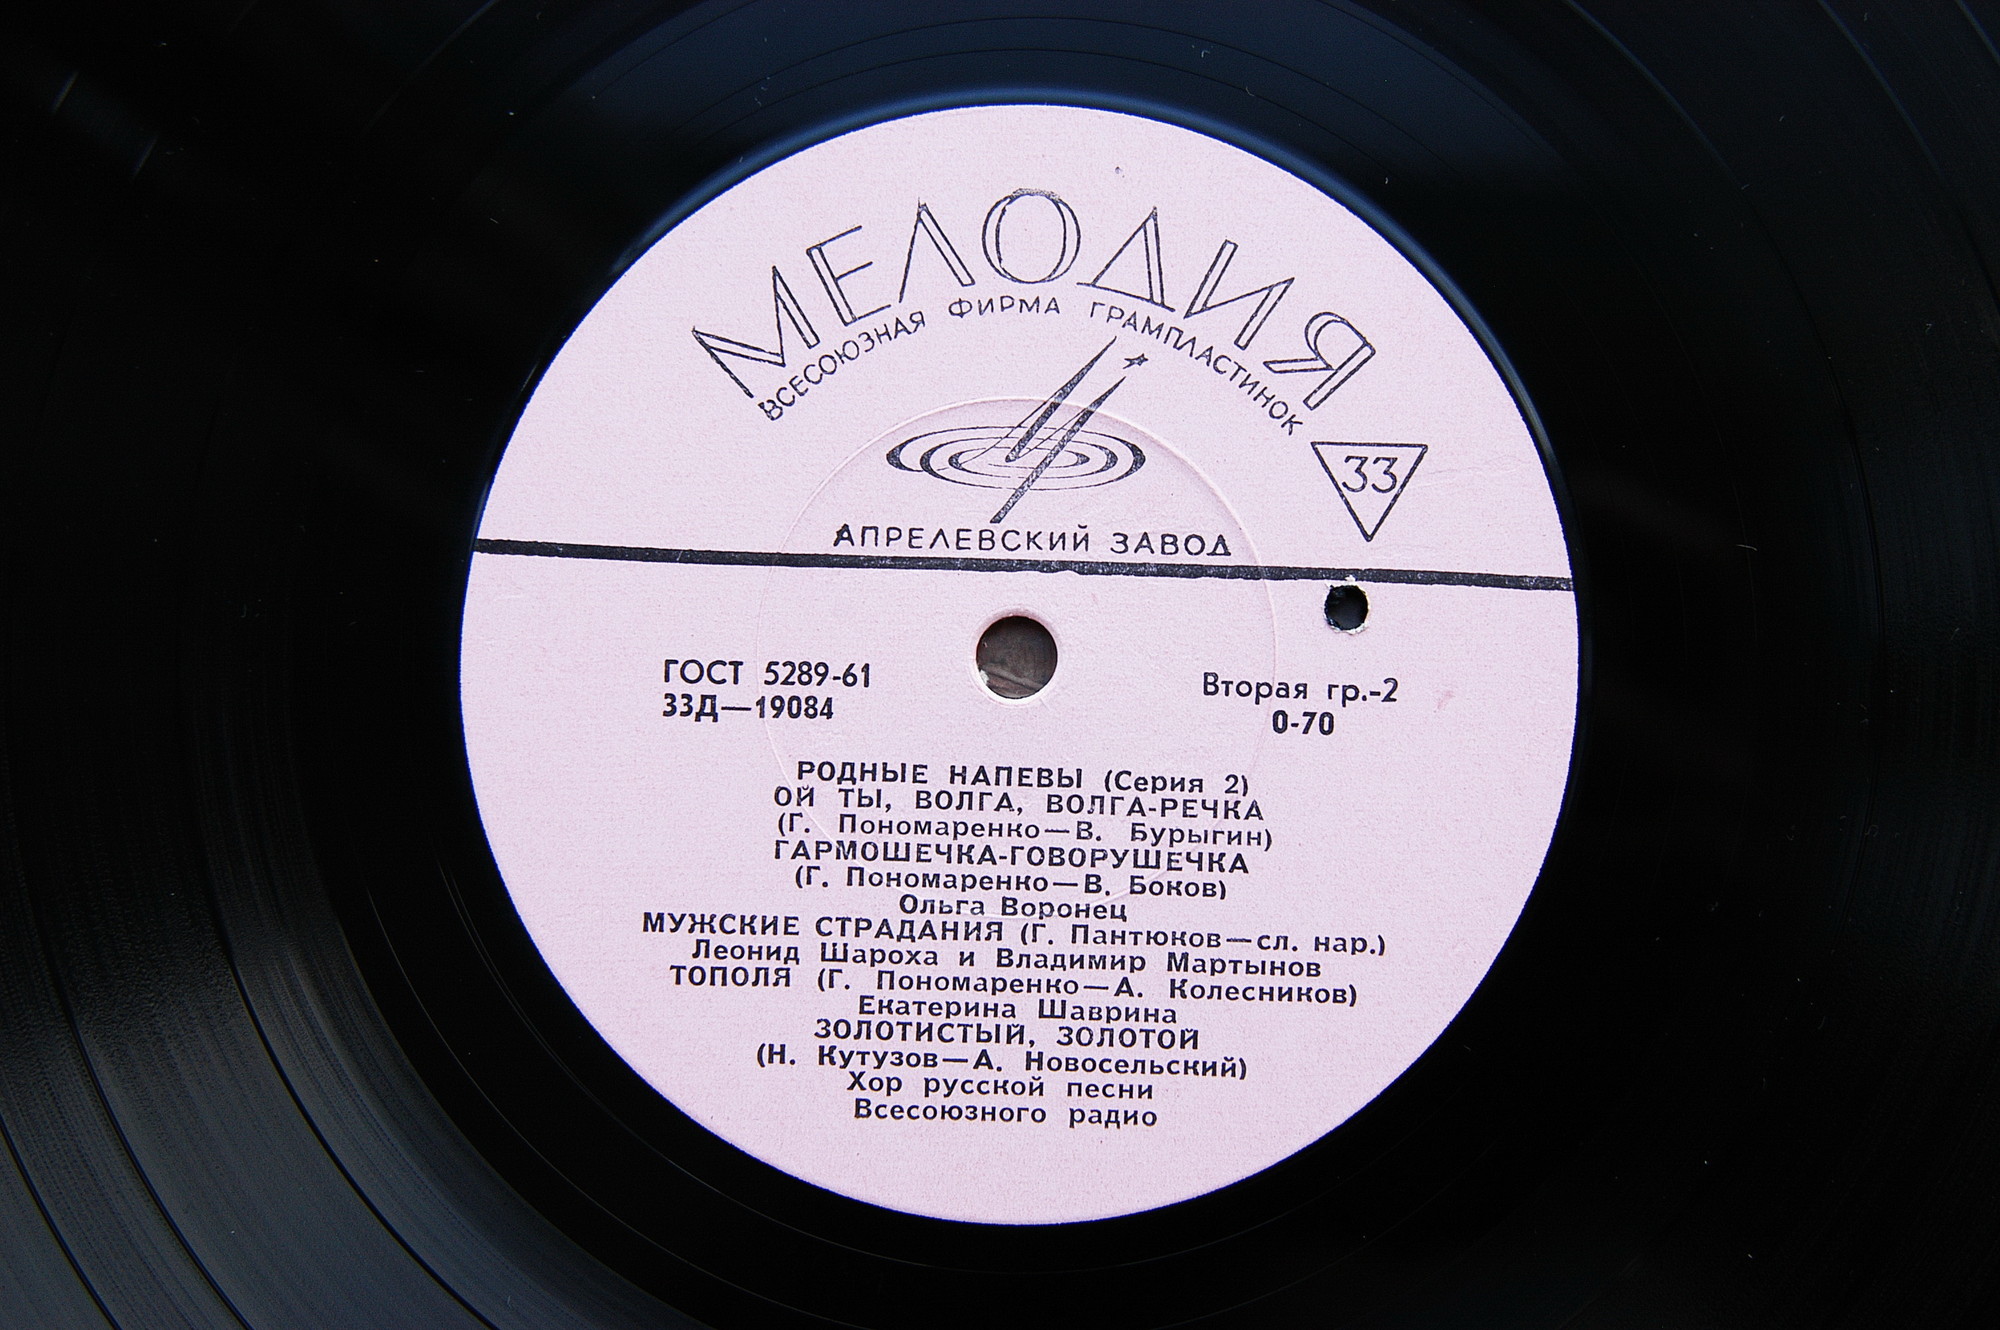 МЕЛОДИЯ
ВСЕСОЮЗНАЯ ФИРМА ГРАМПЛАСТИНОК
33
АПРЕЛЕВСКИЙ ЗАВОД
ГОСТ 5289-61
33Д—19084
Вторая гр.-2
0-70
РОДНЫЕ НАПЕВЫ (Серия 2)
ОЙ ТЫ, ВОЛГА, ВОЛГА-РЕЧКА
(Г. Пономаренко—В. Бурыгин)
ГАРМОШЕЧКА-ГОВОРУШЕЧКА
(Г. Пономаренко—В. Боков)
Ольга Воронец
МУЖСКИЕ СТРАДАНИЯ (Г. Пантюков—сл. нар.)
Леонид Шароха и Владимир Мартынов
ТОПОЛЯ (Г. Пономаренко—А. Колесников)
Екатерина Шаврина
ЗОЛОТИСТЫЙ, ЗОЛОТОЙ
(Н. Кутузов—А. Новосельский)
Хор русской песни
Всесоюзного радио